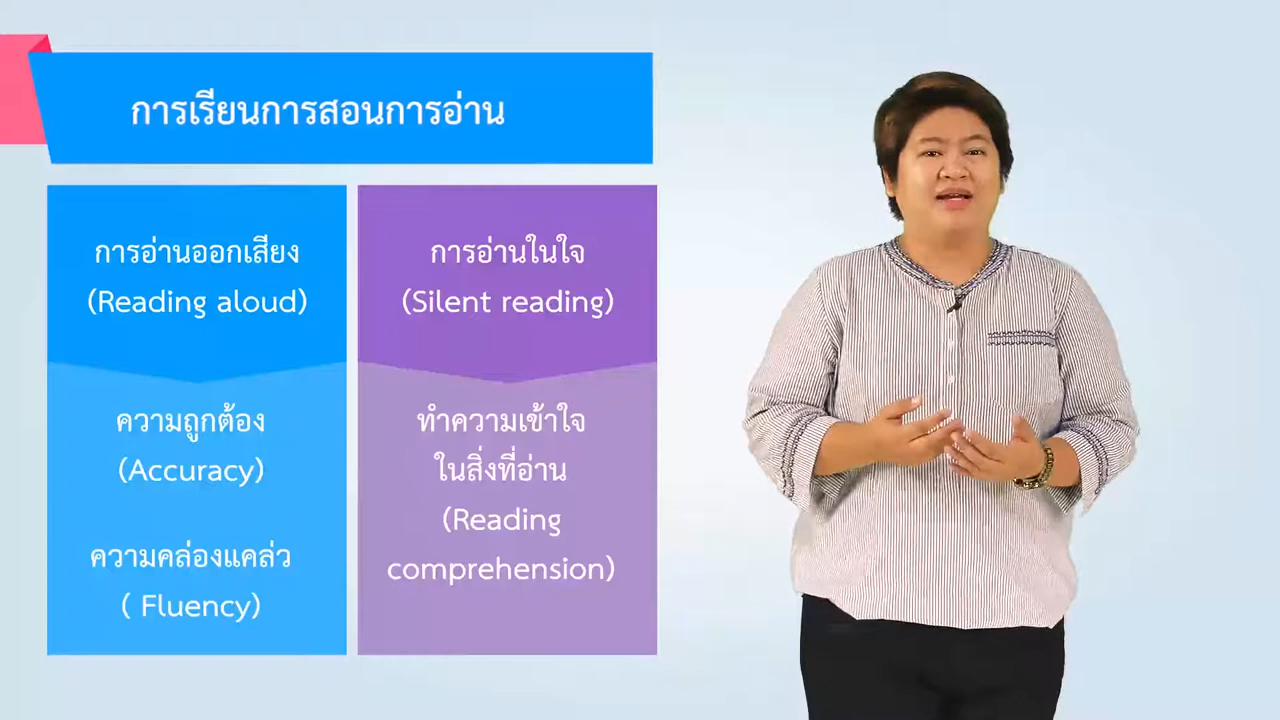 การเรียนการสอนการอ่าน
การอ่านออกเสียง
(Reading aloud)
ความถูกต้อง
(Accuracy)
ความคล่องแคล่ว
( Fluency)
การอ่านในใจ
(Silent reading)
ทำความเข้าใจ
ในสิ่งที่อ่าน
(Reading
comprehension)